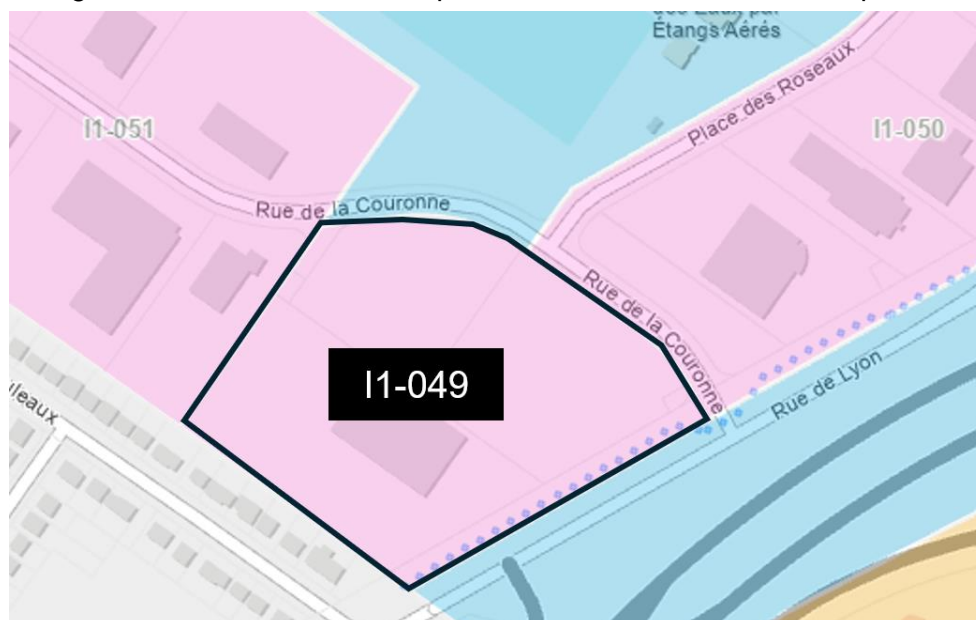 Étangs Aérés
Place des Roseaux
I1-051
I1-050
Rue de la Couronne
Rue de la Couronne
I1-049
Rue de Lyon